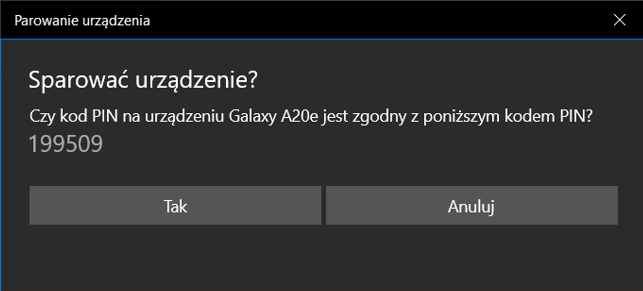 Parowanie urządzenia
Sparować urządzenie?
Czy kod PIN na urządzeniu Galaxy A20e jest zgodny z poniższym kodem PIN?
199509
Tak
Anuluj